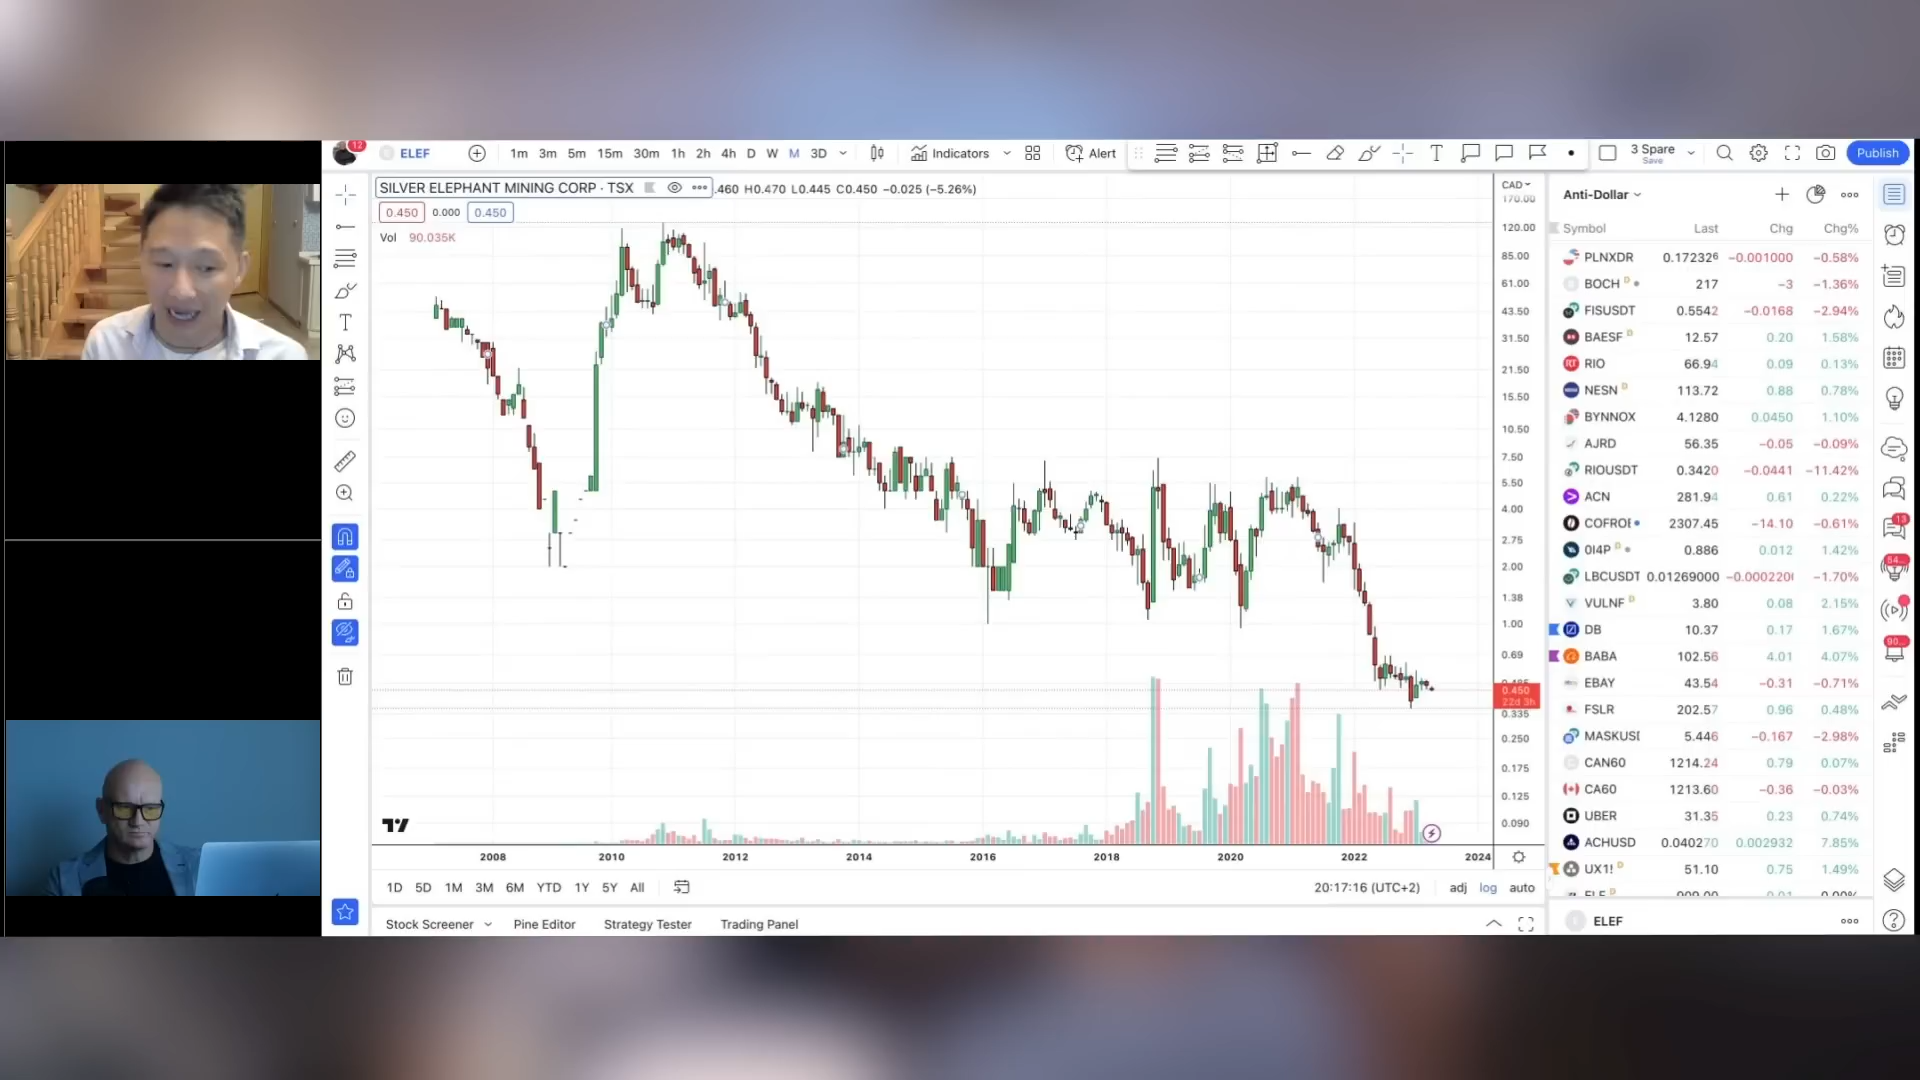 12
ELEF
1m 3m 5m 15m 30m 1h 2h 4h D W M 3D
Indicators
Alert
T
3 Spare
Save
Publish
SILVER ELEPHANT MINING CORP · TSX
.460 H0.470 L0.445 C0.450 −0.025 (−5.26%)
0.450 0.000 0.450
Vol 90.035K
CAD
170.00
120.00
85.00
61.00
43.50
31.50
21.50
15.50
10.50
7.50
5.50
4.00
2.75
2.00
1.38
1.00
0.69
0.450
22d 3h
0.335
0.250
0.175
0.125
0.090
2008 2010 2012 2014 2016 2018 2020 2022 2024
1D 5D 1M 3M 6M YTD 1Y 5Y All
20:17:16 (UTC+2) adj log auto
Stock Screener Pine Editor Strategy Tester Trading Panel
Anti-Dollar
Symbol Last Chg Chg%
PLNXDR 0.172326 −0.001000 −0.58%
BOCH D 217 −3 −1.36%
FISUSDT 0.5542 −0.0168 −2.94%
BAESF D 12.57 0.20 1.58%
RIO 66.94 0.09 0.13%
NESN D 113.72 0.88 0.78%
BYNNOX 4.1280 0.0450 1.10%
AJRD 56.35 −0.05 −0.09%
RIOUSDT 0.3420 −0.0441 −11.42%
ACN 281.94 0.61 0.22%
COFROE 2307.45 −14.10 −0.61%
0I4P D 0.886 0.012 1.42%
LBCUSDT 0.01269000 −0.000220 −1.70%
VULNF D 3.80 0.08 2.15%
DB 10.37 0.17 1.67%
BABA 102.56 4.01 4.07%
EBAY 43.54 −0.31 −0.71%
FSLR 202.57 0.96 0.48%
MASKUSD 5.446 −0.167 −2.98%
CAN60 1214.24 0.79 0.07%
CA60 1213.60 −0.36 −0.03%
UBER 31.35 0.23 0.74%
ACHUSD 0.040270 0.002932 7.85%
UX1! D 51.10 0.75 1.49%
ELEF
13
64
90